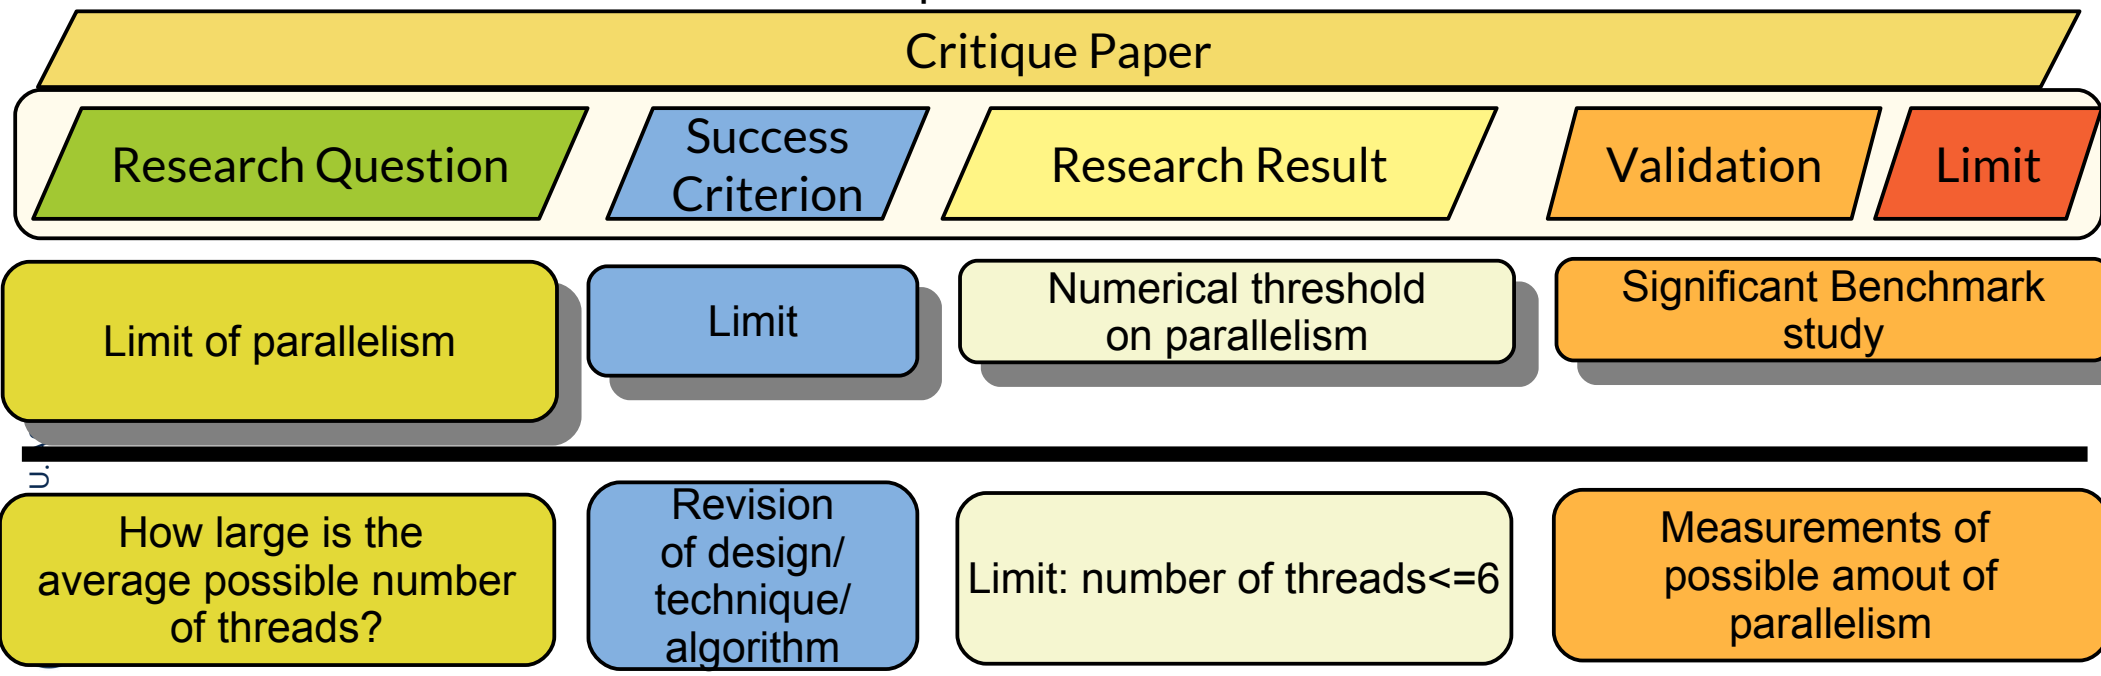 Critique Paper
Research Question
Success
Criterion
Research Result
Validation
Limit
Limit of parallelism
Limit
Numerical threshold
on parallelism
Significant Benchmark
study
U.
How large is the
average possible number
of threads?
Revision
of design/
technique/
algorithm
Limit: number of threads<=6
Measurements of
possible amout of
parallelism